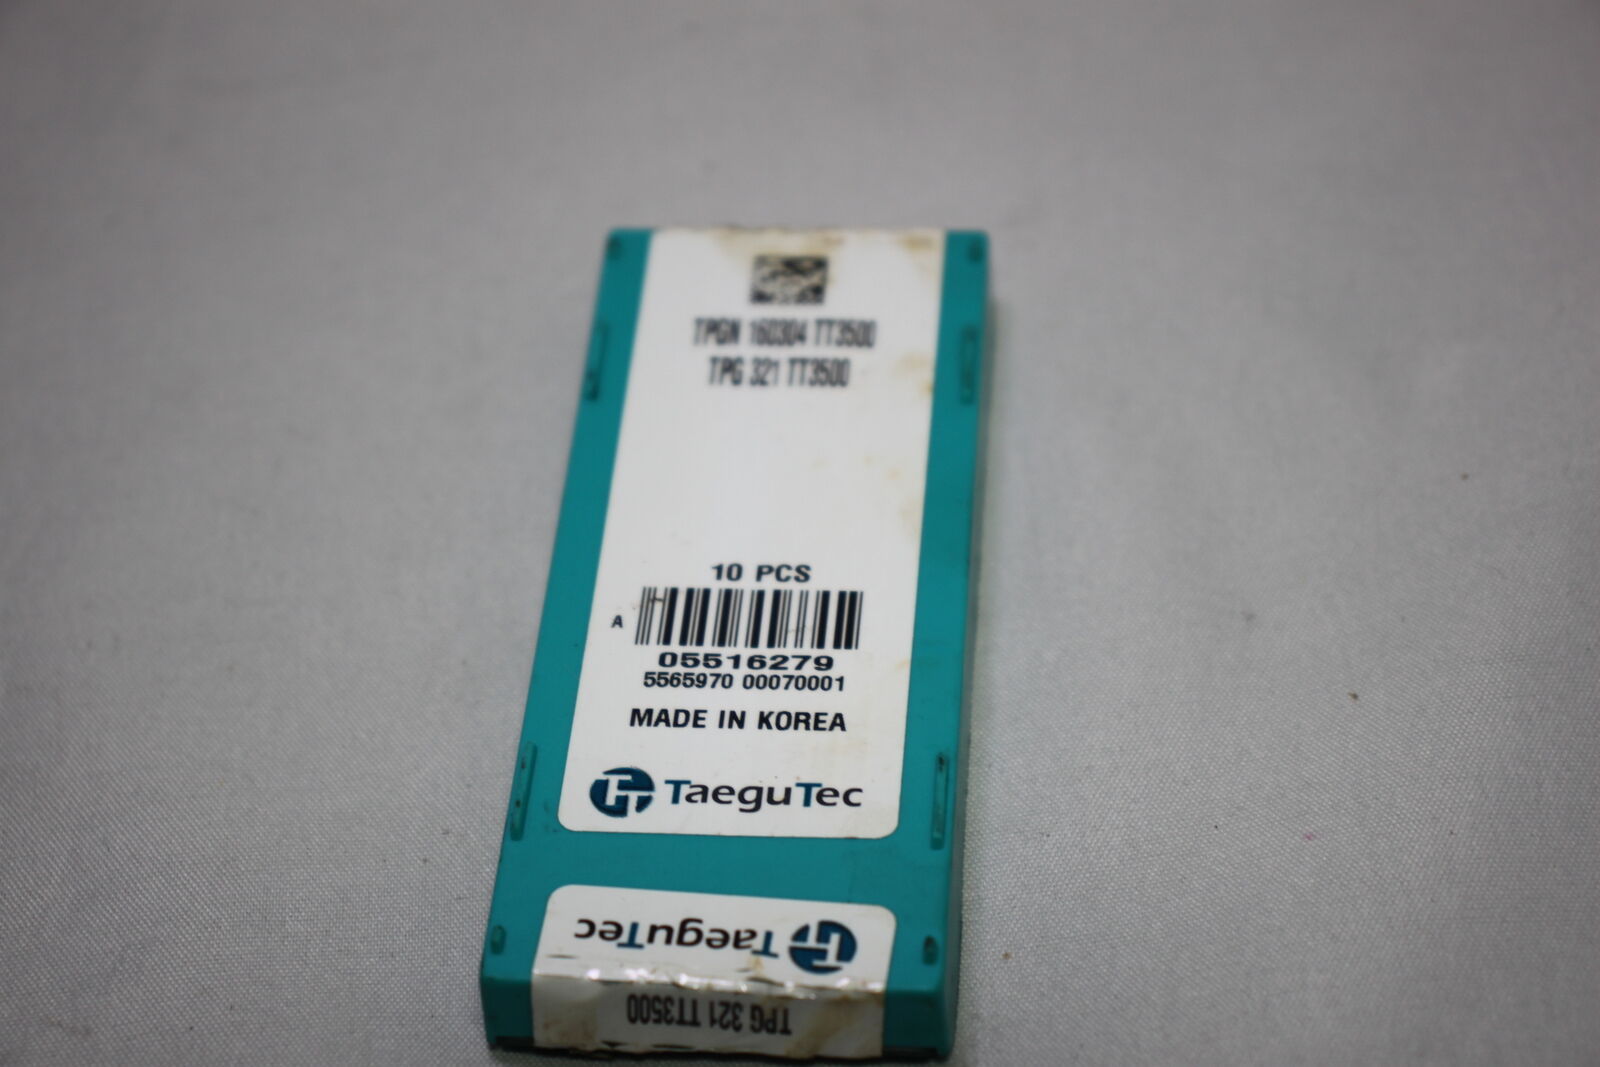 TPGN 160304 TT3500
TPG 321 TT3500
10 PCS
A
05516279
5565970 00070001
MADE IN KOREA
TaeguTec
TaeguTec
TPG 321 TT3500